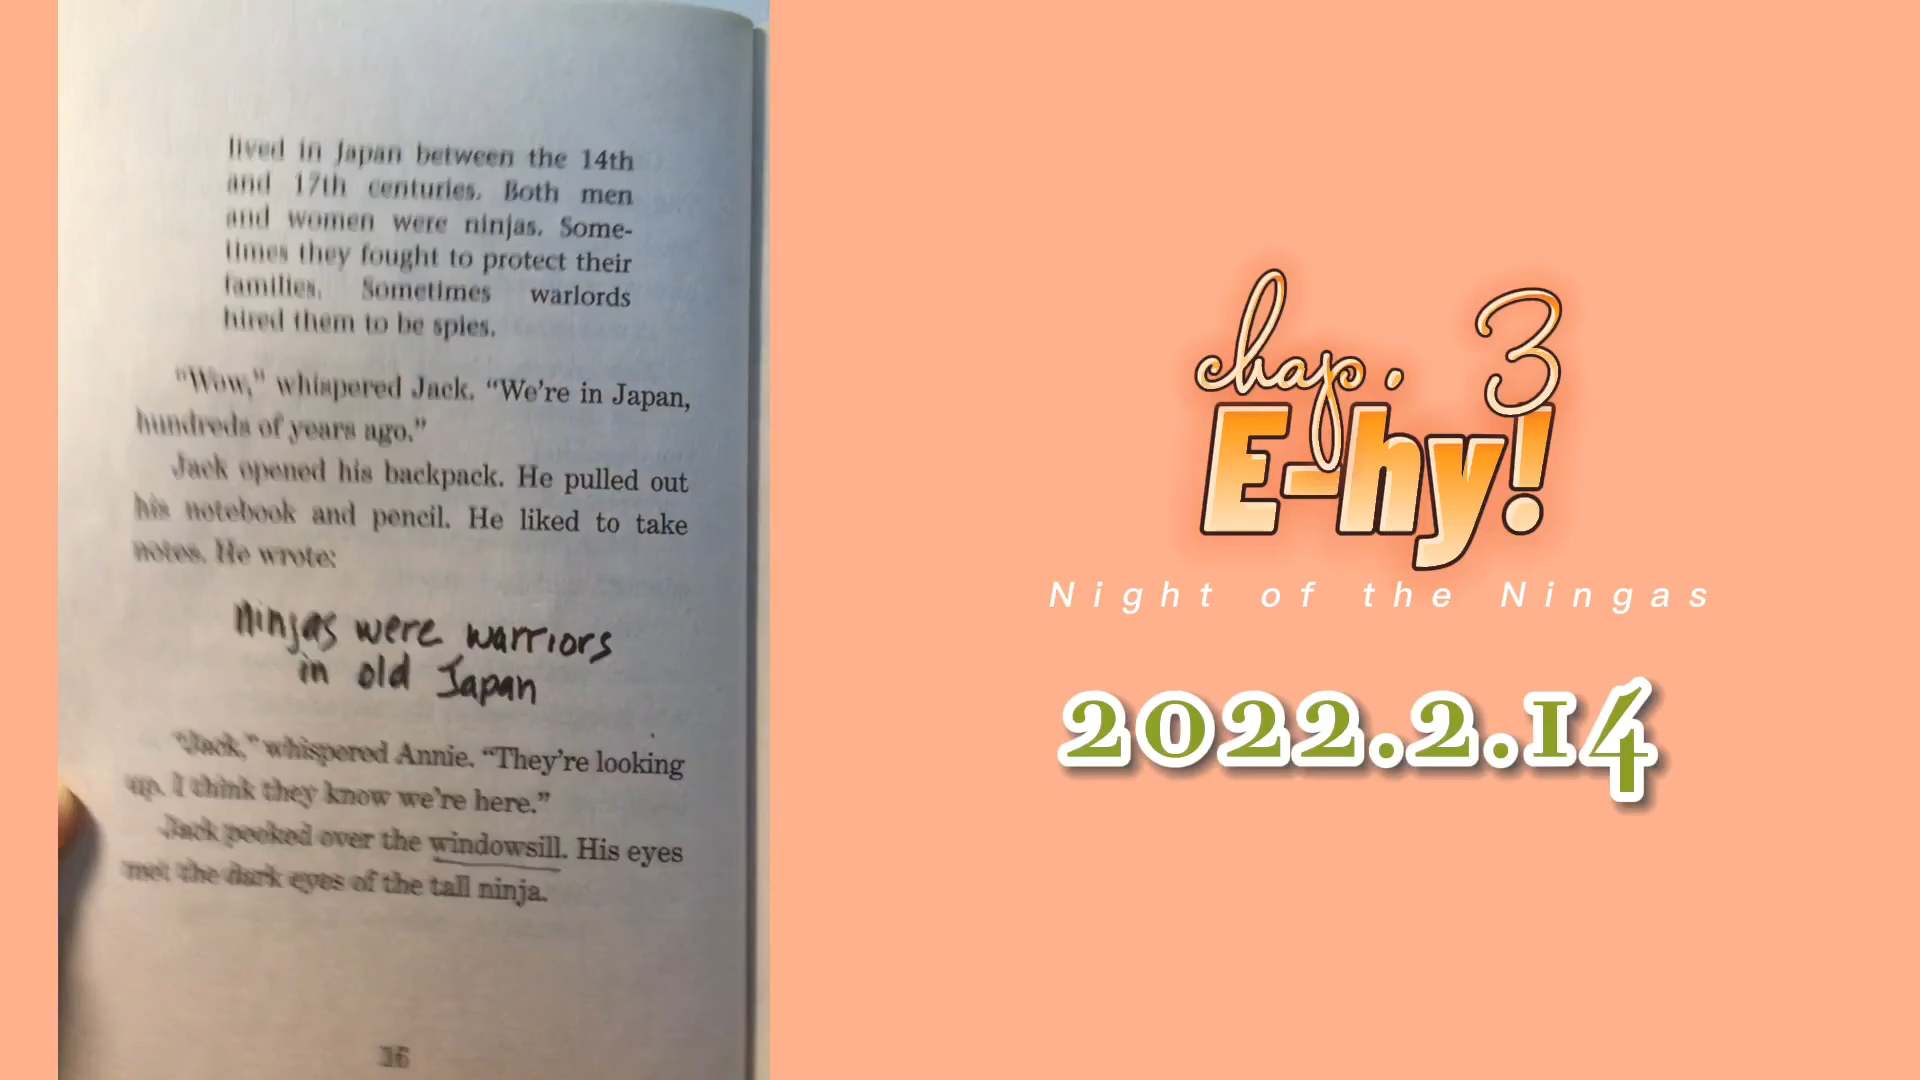 lived in Japan between the 14th
and 17th centuries. Both men
and women were ninjas. Some-
times they fought to protect their
families. Sometimes warlords
hired them to be spies.
"Wow," whispered Jack. "We're in Japan,
hundreds of years ago."
Jack opened his backpack. He pulled out
his notebook and pencil. He liked to take
notes. He wrote:
Ninjas were warriors
in old Japan
"Jack," whispered Annie. "They're looking
up. I think they know we're here."
Jack peeked over the windowsill. His eyes
met the dark eyes of the tall ninja.
16
chap. 3
E-hy!
Night of the Ningas
2022.2.14